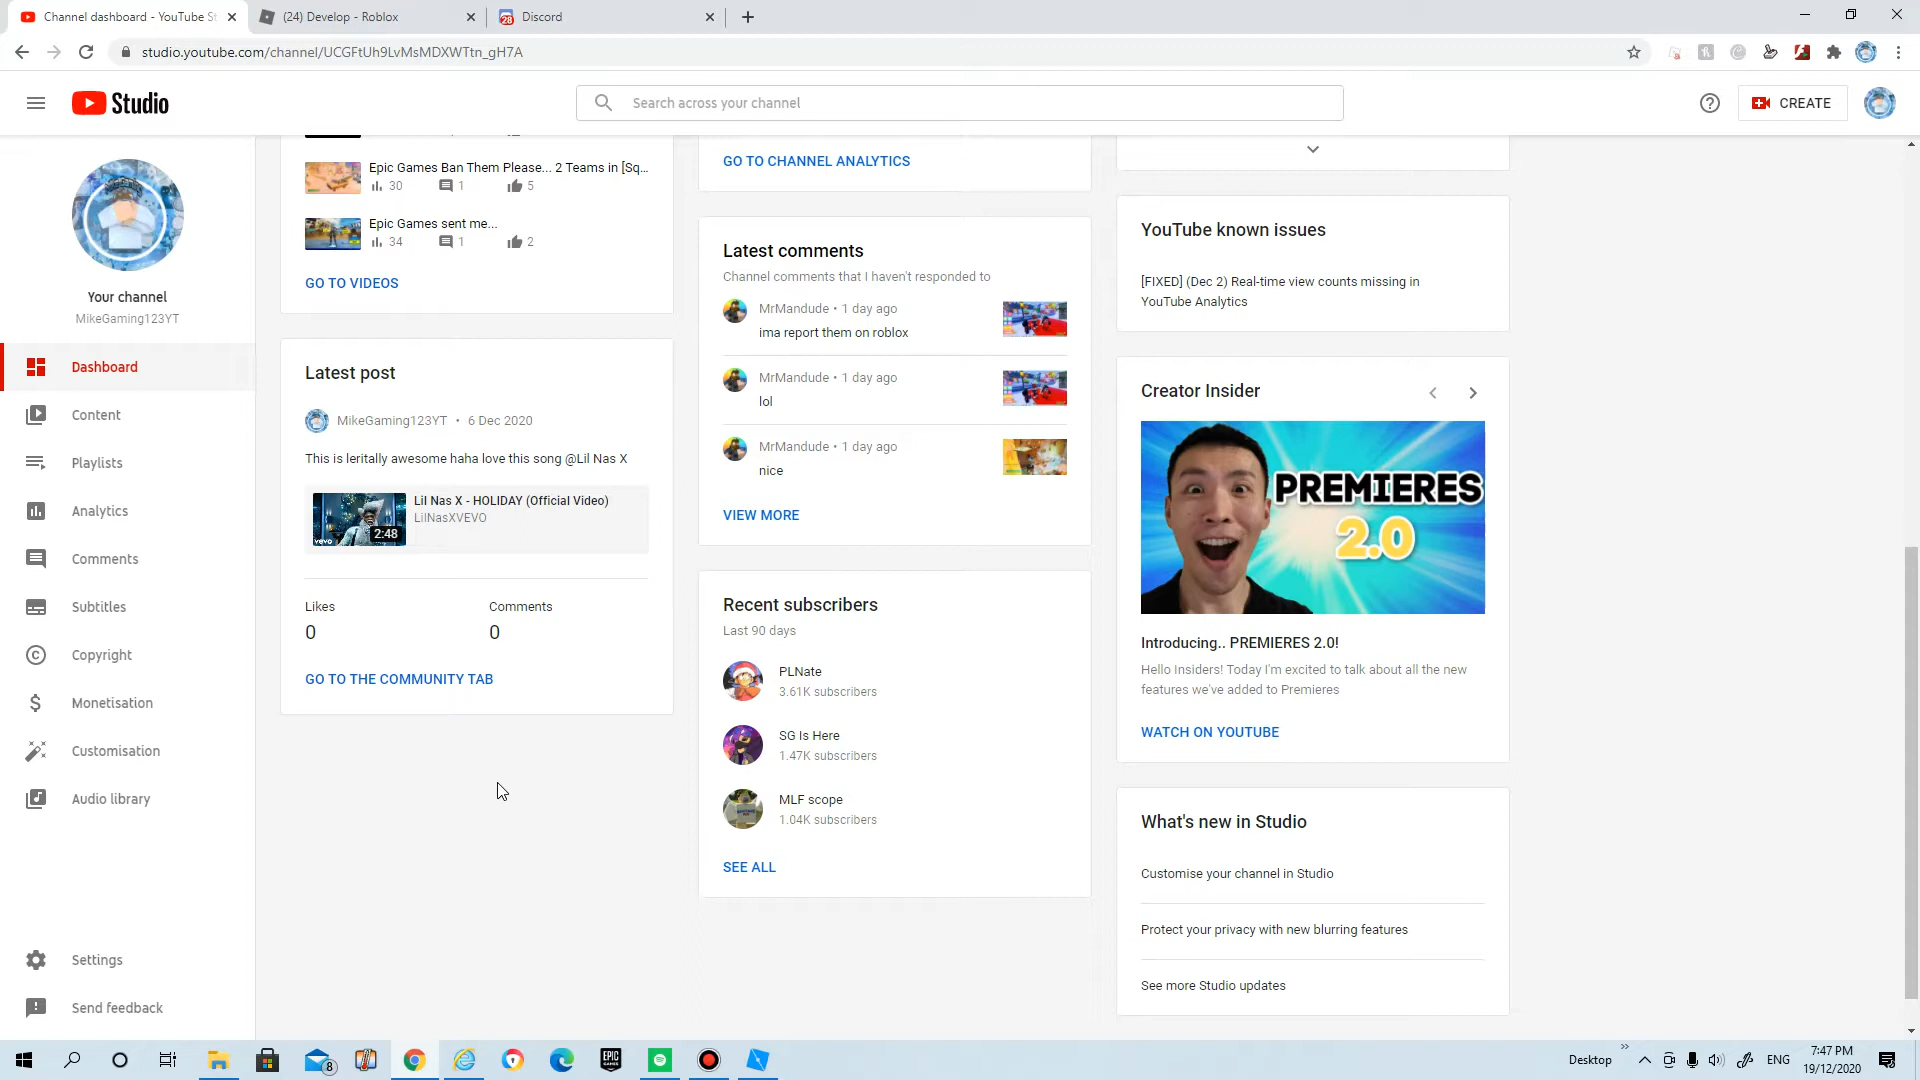 Channel dashboard - YouTube St
(24) Develop - Roblox
28
Discord
studio.youtube.com/channel/UCGFtUh9LvMsMDXWTtn_gH7A
Studio
Search across your channel
CREATE
Your channel
MikeGaming123YT
Dashboard
Content
Playlists
Analytics
Comments
Subtitles
Copyright
Monetisation
Customisation
Audio library
Settings
Send feedback
Epic Games Ban Them Please... 2 Teams in [Sq...
30 1 5
Epic Games sent me...
34 1 2
GO TO VIDEOS
Latest post
MikeGaming123YT • 6 Dec 2020
This is leritally awesome haha love this song @Lil Nas X
Lil Nas X - HOLIDAY (Official Video)
LilNasXVEVO
vevo
2:48
Likes Comments
0 0
GO TO THE COMMUNITY TAB
GO TO CHANNEL ANALYTICS
Latest comments
Channel comments that I haven't responded to
MrMandude • 1 day ago
ima report them on roblox
MrMandude • 1 day ago
lol
MrMandude • 1 day ago
nice
VIEW MORE
Recent subscribers
Last 90 days
PLNate
3.61K subscribers
SG Is Here
1.47K subscribers
MLF scope
1.04K subscribers
SEE ALL
YouTube known issues
[FIXED] (Dec 2) Real-time view counts missing in
YouTube Analytics
Creator Insider
PREMIERES
2.0
Introducing.. PREMIERES 2.0!
Hello Insiders! Today I'm excited to talk about all the new
features we've added to Premieres
WATCH ON YOUTUBE
What's new in Studio
Customise your channel in Studio
Protect your privacy with new blurring features
See more Studio updates
8
EPIC
GAMES
Desktop
ENG
7:47 PM
19/12/2020